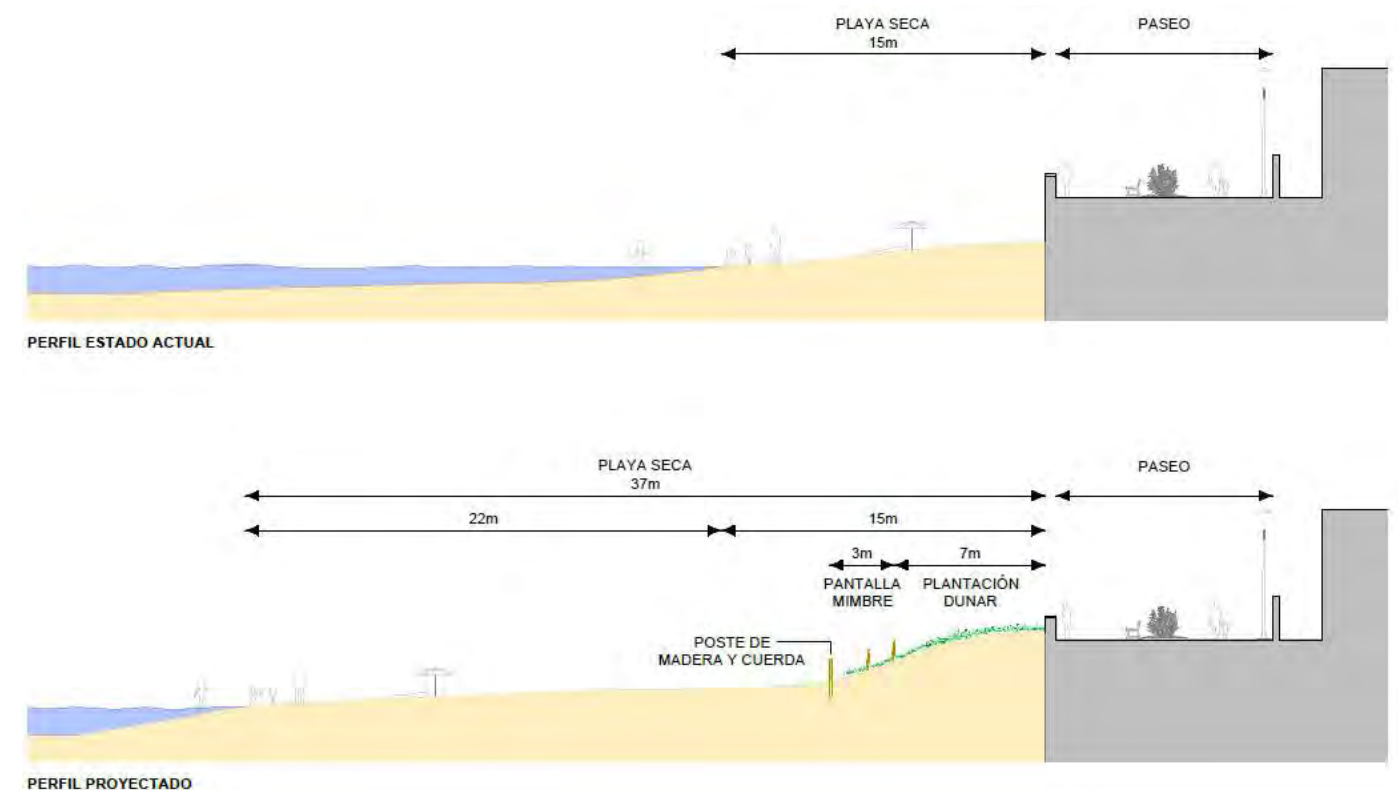 PLAYA SECA
15m
PASEO
PERFIL ESTADO ACTUAL
PLAYA SECA
37m
PASEO
22m
15m
3m
7m
PANTALLA
MIMBRE
PLANTACIÓN
DUNAR
POSTE DE
MADERA Y CUERDA
PERFIL PROYECTADO